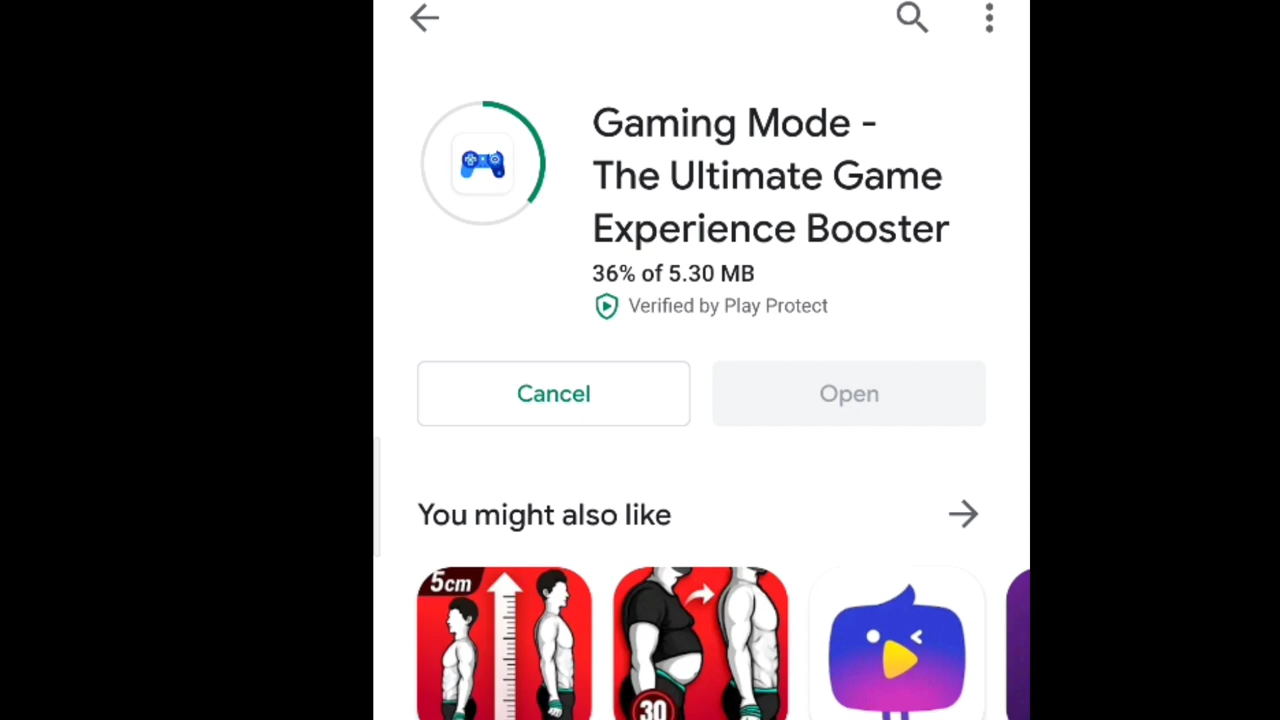 Gaming Mode -
The Ultimate Game
Experience Booster
36% of 5.30 MB
Verified by Play Protect
Cancel
Open
You might also like
5cm
30